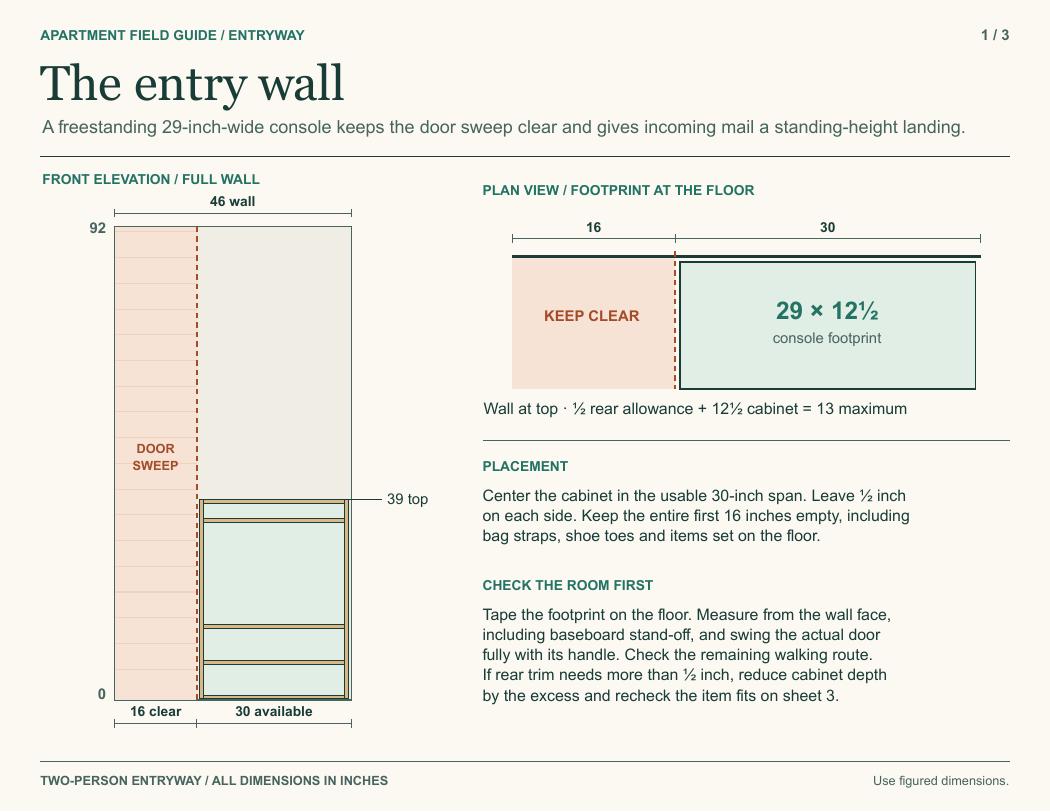 APARTMENT FIELD GUIDE / ENTRYWAY
1 / 3
The entry wall
A freestanding 29-inch-wide console keeps the door sweep clear and gives incoming mail a standing-height landing.
FRONT ELEVATION / FULL WALL
46 wall
92
DOOR
SWEEP
39 top
0
16 clear
30 available
PLAN VIEW / FOOTPRINT AT THE FLOOR
16
30
KEEP CLEAR
29 × 12½
console footprint
Wall at top · ½ rear allowance + 12½ cabinet = 13 maximum
PLACEMENT
Center the cabinet in the usable 30-inch span. Leave ½ inch
on each side. Keep the entire first 16 inches empty, including
bag straps, shoe toes and items set on the floor.
CHECK THE ROOM FIRST
Tape the footprint on the floor. Measure from the wall face,
including baseboard stand-off, and swing the actual door
fully with its handle. Check the remaining walking route.
If rear trim needs more than ½ inch, reduce cabinet depth
by the excess and recheck the item fits on sheet 3.
TWO-PERSON ENTRYWAY / ALL DIMENSIONS IN INCHES
Use figured dimensions.